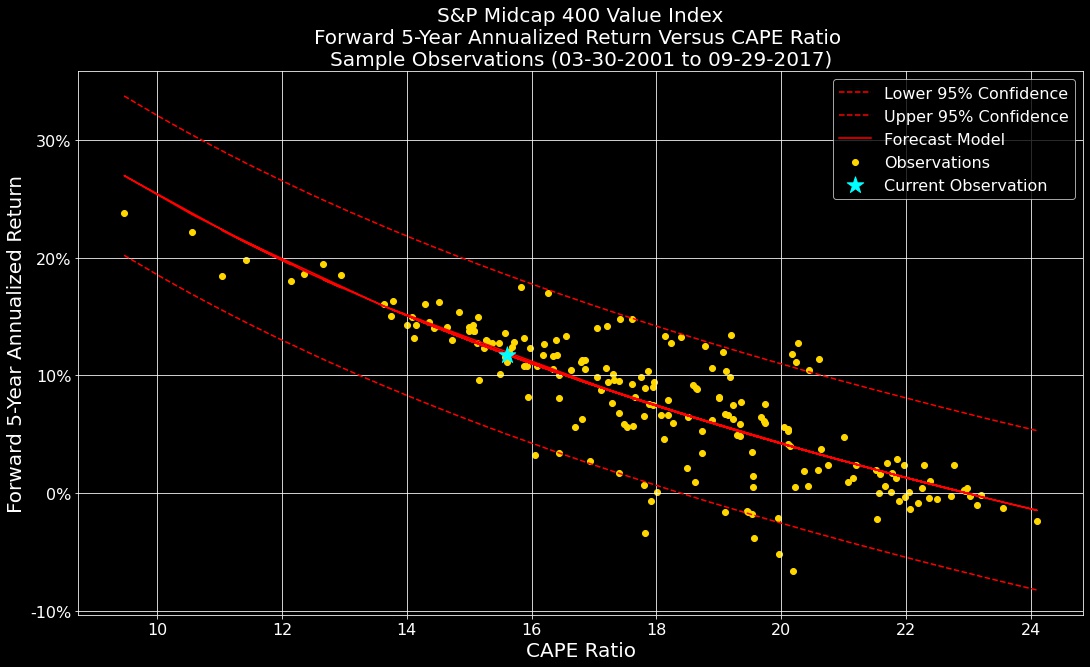 S&P Midcap 400 Value Index
Forward 5-Year Annualized Return Versus CAPE Ratio
Sample Observations (03-30-2001 to 09-29-2017)
Lower 95% Confidence
Upper 95% Confidence
Forecast Model
Observations
Current Observation
Forward 5-Year Annualized Return
30%
20%
10%
0%
-10%
10 12 14 16 18 20 22 24
CAPE Ratio